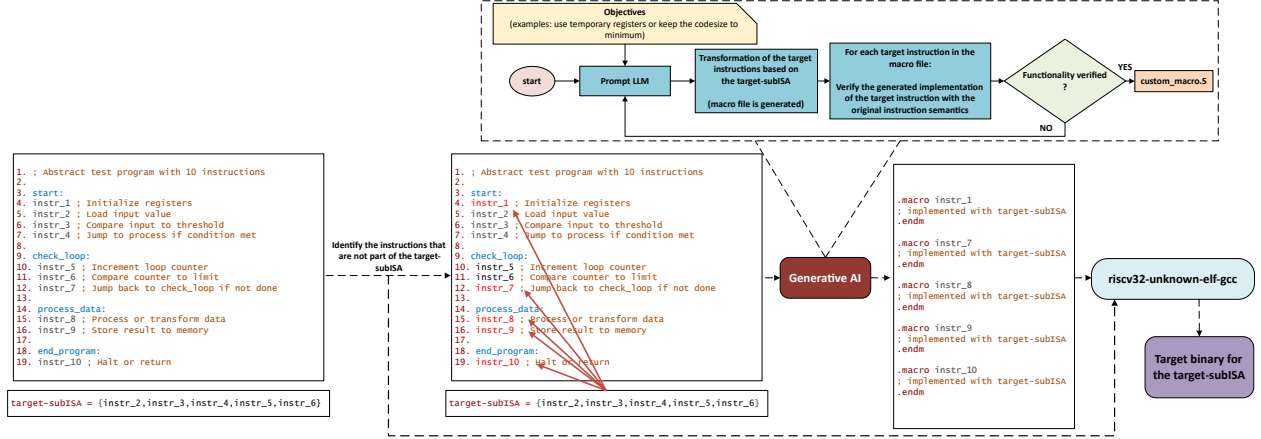 Objectives
(examples: use temporary registers or keep the codesize to
minimum)
start
Prompt LLM
Transformation of the target
instructions based on
the target-subISA
(macro file is generated)
For each target instruction in the
macro file:
Verify the generated implementation
of the target instruction with the
original instruction semantics
Functionality verified
?
YES
NO
custom_macro.S
1. ; Abstract test program with 10 instructions
2.
3. start:
4. instr_1 ; Initialize registers
5. instr_2 ; Load input value
6. instr_3 ; Compare input to threshold
7. instr_4 ; Jump to process if condition met
8.
9. check_loop:
10. instr_5 ; Increment loop counter
11. instr_6 ; Compare counter to limit
12. instr_7 ; Jump back to check_loop if not done
13.
14. process_data:
15. instr_8 ; Process or transform data
16. instr_9 ; Store result to memory
17.
18. end_program:
19. instr_10 ; Halt or return
target-subISA = {instr_2,instr_3,instr_4,instr_5,instr_6}
Identify the instructions that
are not part of the target-
subISA
1. ; Abstract test program with 10 instructions
2.
3. start:
4. instr_1 ; Initialize registers
5. instr_2 ; Load input value
6. instr_3 ; Compare input to threshold
7. instr_4 ; Jump to process if condition met
8.
9. check_loop:
10. instr_5 ; Increment loop counter
11. instr_6 ; Compare counter to limit
12. instr_7 ; Jump back to check_loop if not done
13.
14. process_data:
15. instr_8 ; Process or transform data
16. instr_9 ; Store result to memory
17.
18. end_program:
19. instr_10 ; Halt or return
target-subISA = {instr_2,instr_3,instr_4,instr_5,instr_6}
Generative AI
.macro instr_1
; implemented with target-subISA
.endm
.macro instr_7
; implemented with target-subISA
.endm
.macro instr_8
; implemented with target-subISA
.endm
.macro instr_9
; implemented with target-subISA
.endm
.macro instr_10
; implemented with target-subISA
.endm
riscv32-unknown-elf-gcc
Target binary for
the target-subISA